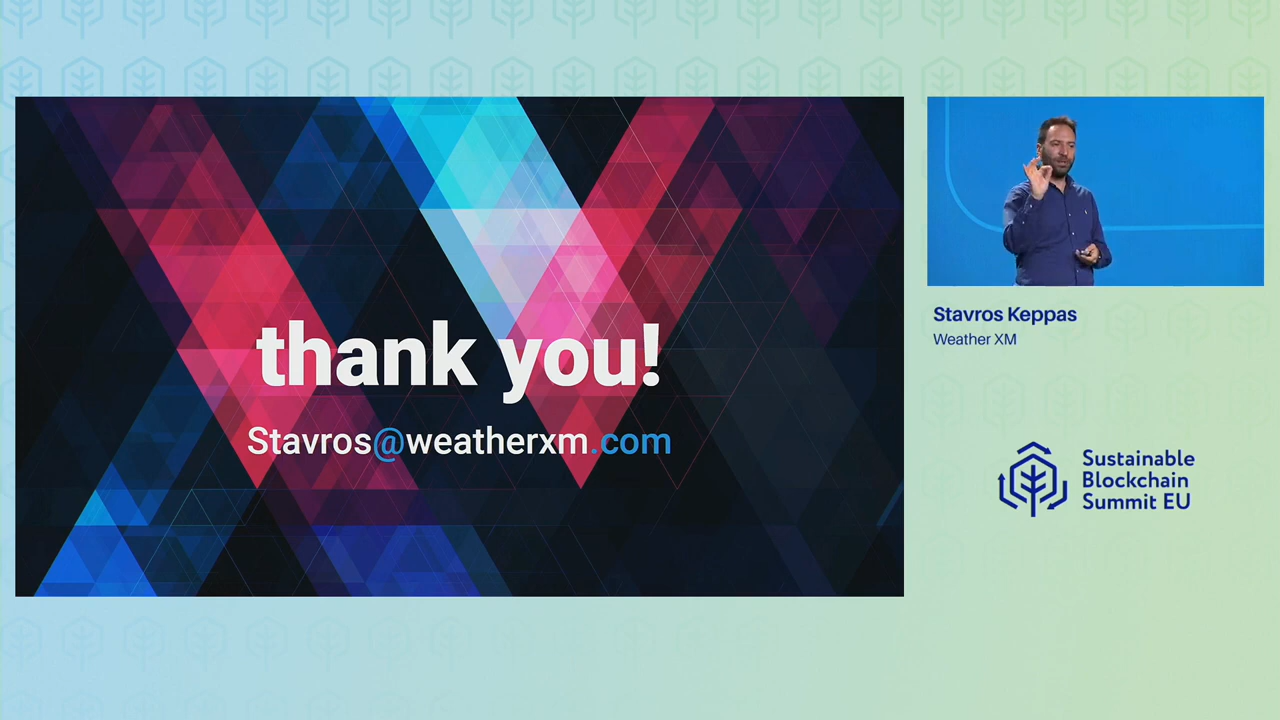 thank you!
Stavros@weatherxm.com
Stavros Keppas
Weather XM
Sustainable
Blockchain
Summit EU